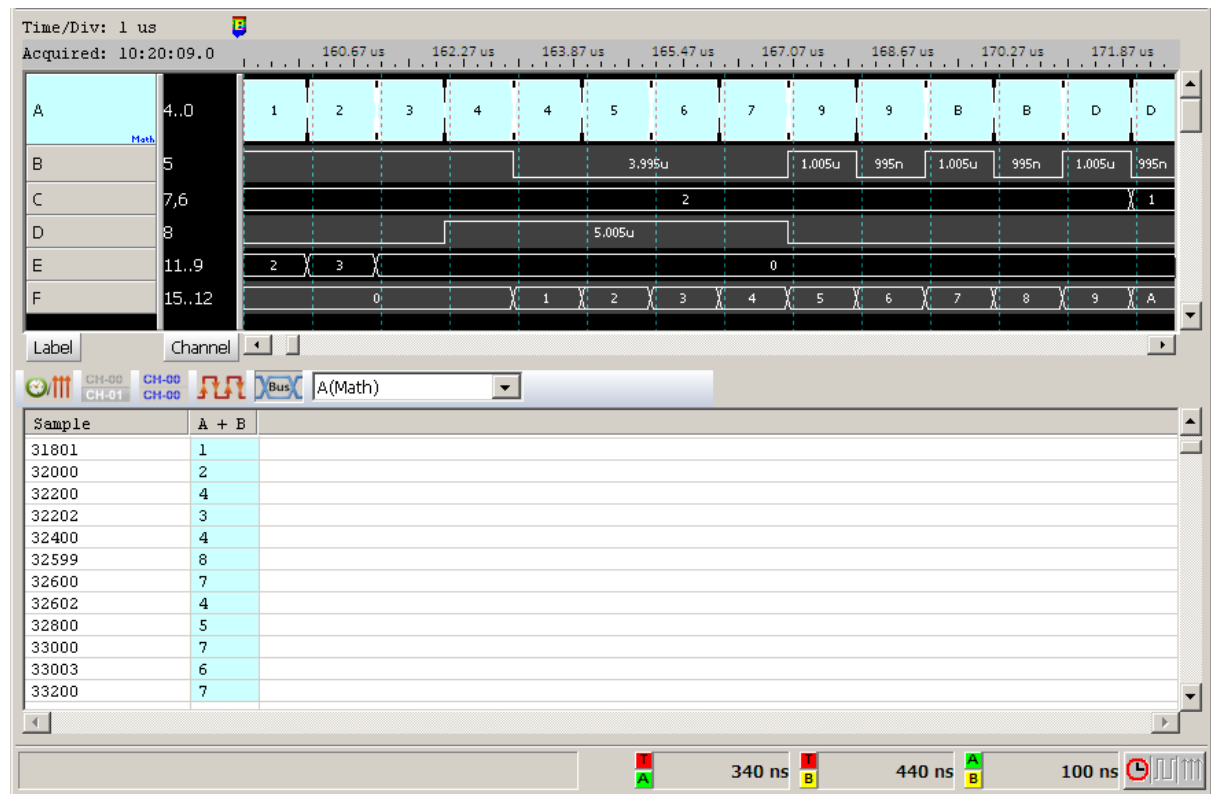 Time/Div: 1 us
B
Acquired: 10:20:09.0 160.67 us 162.27 us 163.87 us 165.47 us 167.07 us 168.67 us 170.27 us 171.87 us
A Math 4..0 1 2 3 4 4 5 6 7 9 9 B B D D
B 5 3.995u 1.005u 995n 1.005u 995n 1.005u 995n
C 7,6 2 1
D 8 5.005u
E 11..9 2 3 0
F 15..12 0 1 2 3 4 5 6 7 8 9 A
Label Channel
CH-00 CH-01 CH-00 CH-00 Bus A(Math)
Sample A + B
31801 1
32000 2
32200 4
32202 3
32400 4
32599 8
32600 7
32602 4
32800 5
33000 7
33003 6
33200 7
T A 340 ns T B 440 ns A B 100 ns